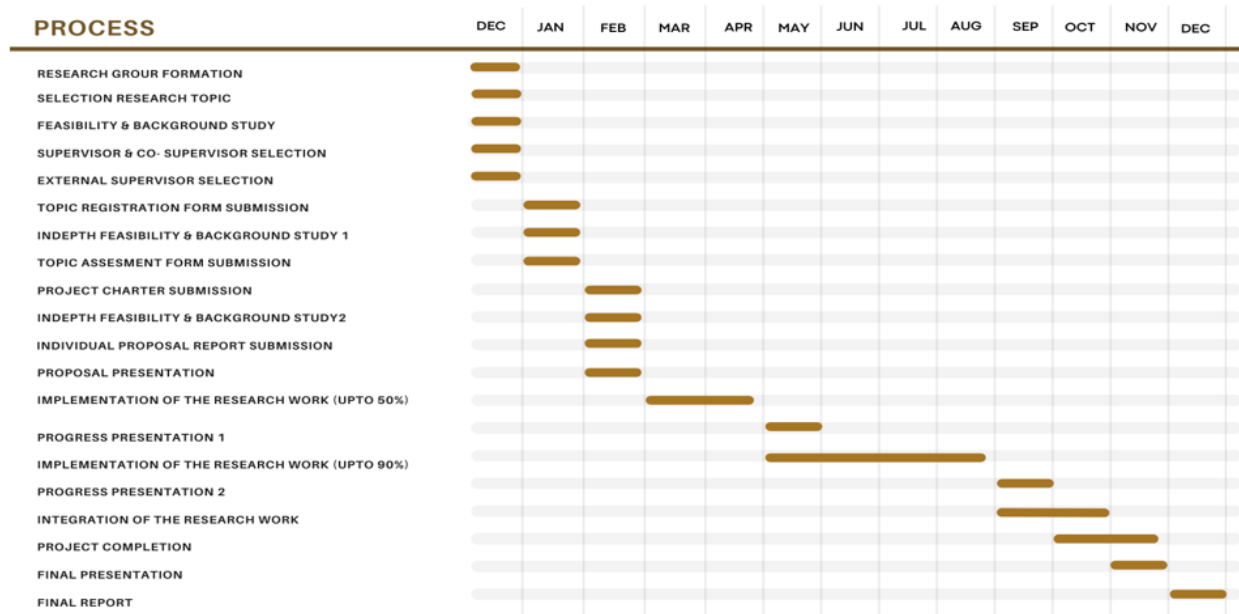 PROCESS DEC JAN FEB MAR APR MAY JUN JUL AUG SEP OCT NOV DEC
RESEARCH GROUR FORMATION
SELECTION RESEARCH TOPIC
FEASIBILITY & BACKGROUND STUDY
SUPERVISOR & CO- SUPERVISOR SELECTION
EXTERNAL SUPERVISOR SELECTION
TOPIC REGISTRATION FORM SUBMISSION
INDEPTH FEASIBILITY & BACKGROUND STUDY 1
TOPIC ASSESMENT FORM SUBMISSION
PROJECT CHARTER SUBMISSION
INDEPTH FEASIBILITY & BACKGROUND STUDY2
INDIVIDUAL PROPOSAL REPORT SUBMISSION
PROPOSAL PRESENTATION
IMPLEMENTATION OF THE RESEARCH WORK (UPTO 50%)
PROGRESS PRESENTATION 1
IMPLEMENTATION OF THE RESEARCH WORK (UPTO 90%)
PROGRESS PRESENTATION 2
INTEGRATION OF THE RESEARCH WORK
PROJECT COMPLETION
FINAL PRESENTATION
FINAL REPORT